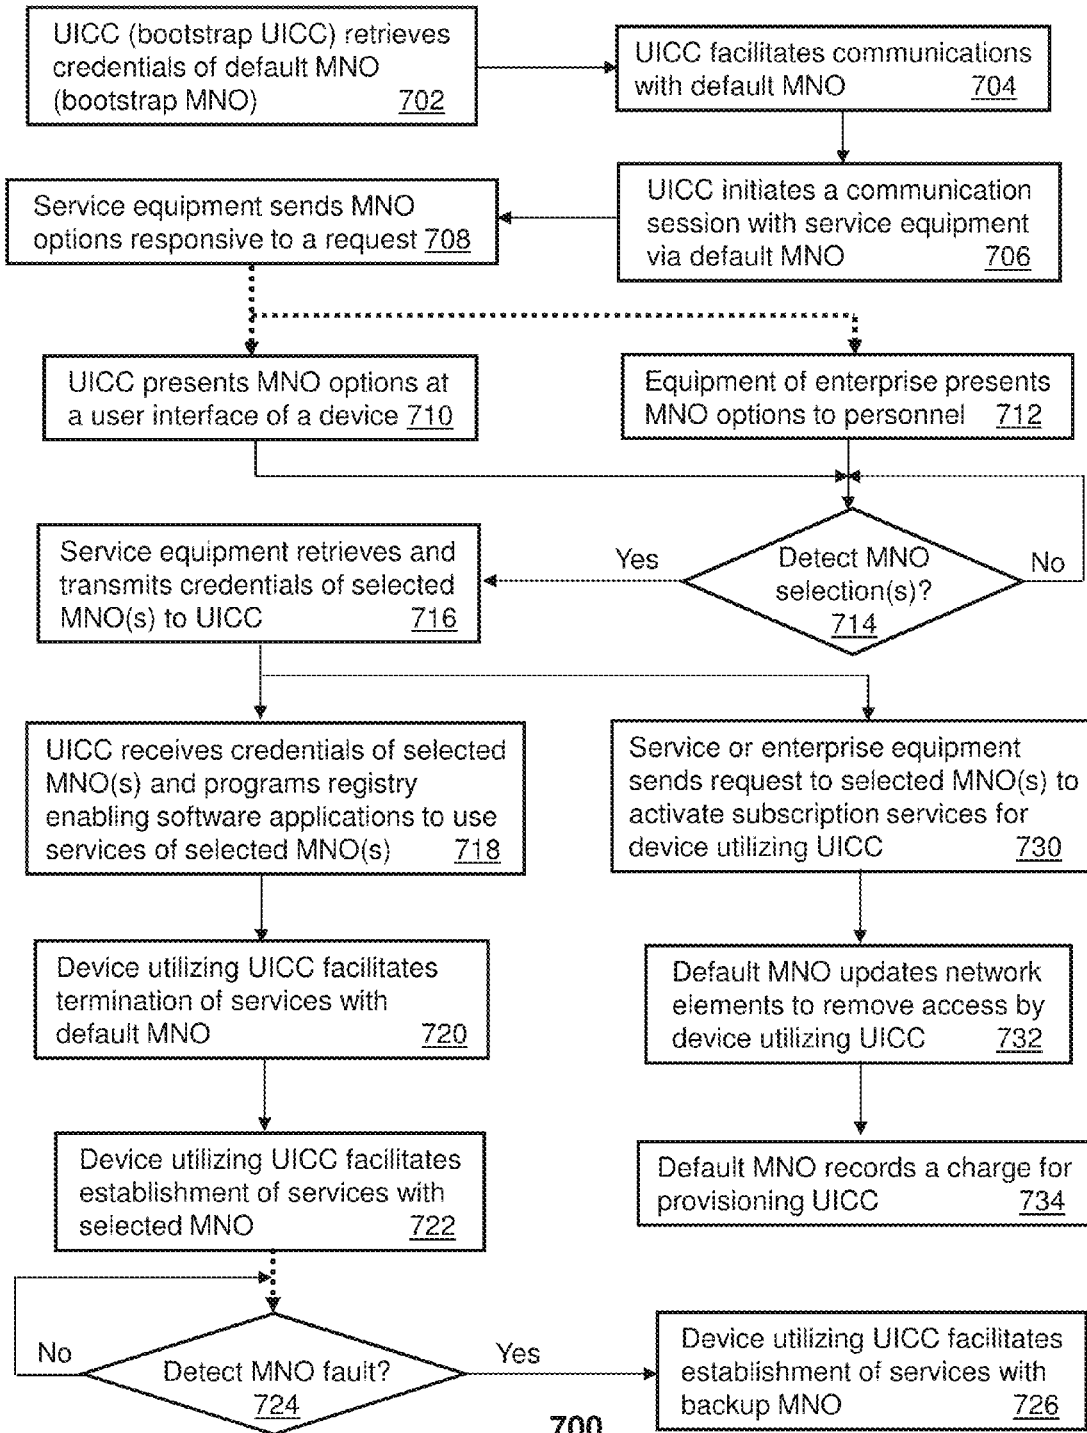 UICC (bootstrap UICC) retrieves
credentials of default MNO
(bootstrap MNO) 702
UICC facilitates communications
with default MNO 704
UICC initiates a communication
session with service equipment
via default MNO 706
Service equipment sends MNO
options responsive to a request 708
UICC presents MNO options at
a user interface of a device 710
Equipment of enterprise presents
MNO options to personnel 712
Detect MNO
selection(s)?
714
Yes
No
Service equipment retrieves and
transmits credentials of selected
MNO(s) to UICC 716
UICC receives credentials of selected
MNO(s) and programs registry
enabling software applications to use
services of selected MNO(s) 718
Service or enterprise equipment
sends request to selected MNO(s) to
activate subscription services for
device utilizing UICC 730
Device utilizing UICC facilitates
termination of services with
default MNO 720
Default MNO updates network
elements to remove access by
device utilizing UICC 732
Device utilizing UICC facilitates
establishment of services with
selected MNO 722
Default MNO records a charge for
provisioning UICC 734
No
Detect MNO fault?
724
Yes
Device utilizing UICC facilitates
establishment of services with
backup MNO 726
700